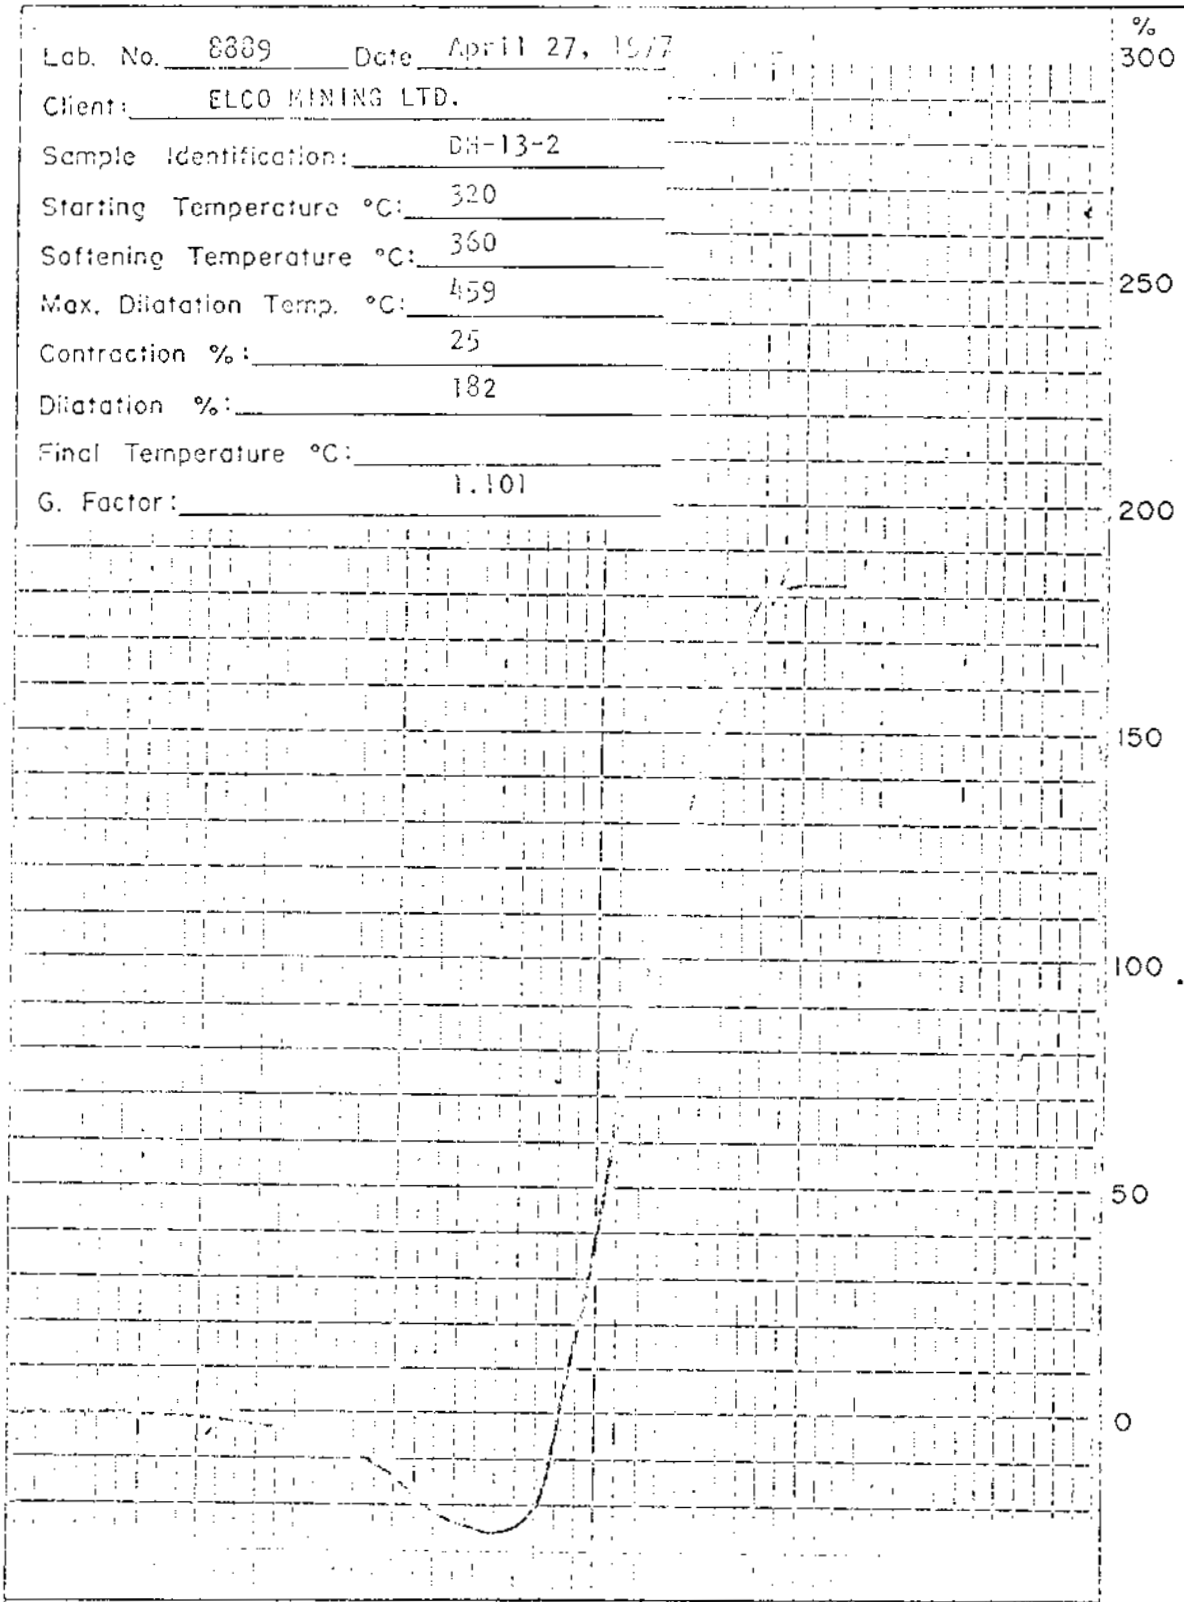 Lab. No. 8889 Date April 27, 1977
Client: ELCO MINING LTD.
Sample Identification: DH-13-2
Starting Temperature °C: 320
Softening Temperature °C: 360
Max. Dilatation Temp. °C: 459
Contraction %: 25
Dilatation %: 182
Final Temperature °C:
G. Factor: 1.101
%
300
250
200
150
100
50
0